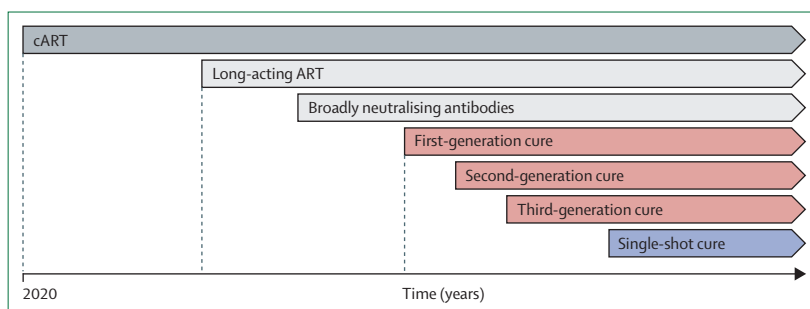 cART
Long-acting ART
Broadly neutralising antibodies
First-generation cure
Second-generation cure
Third-generation cure
Single-shot cure
2020
Time (years)